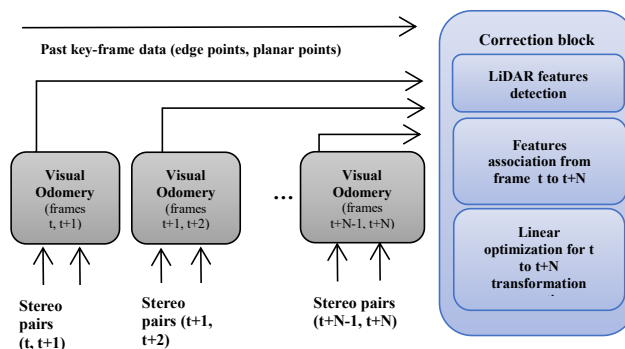 Past key-frame data (edge points, planar points)
Correction block
LiDAR features
detection
Features
association from
frame t to t+N
Linear
optimization for t
to t+N
transformation
Visual
Odomery
(frames
t, t+1)
Visual
Odomery
(frames
t+1, t+2)
...
Visual
Odomery
(frames
t+N-1, t+N)
Stereo
pairs
(t, t+1)
Stereo
pairs (t+1,
t+2)
Stereo pairs
(t+N-1, t+N)